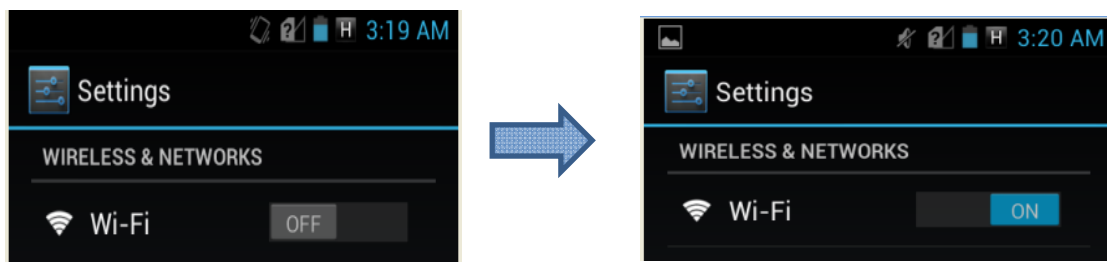 H 3:19 AM
Settings
WIRELESS & NETWORKS
Wi-Fi OFF
H 3:20 AM
Settings
WIRELESS & NETWORKS
Wi-Fi ON